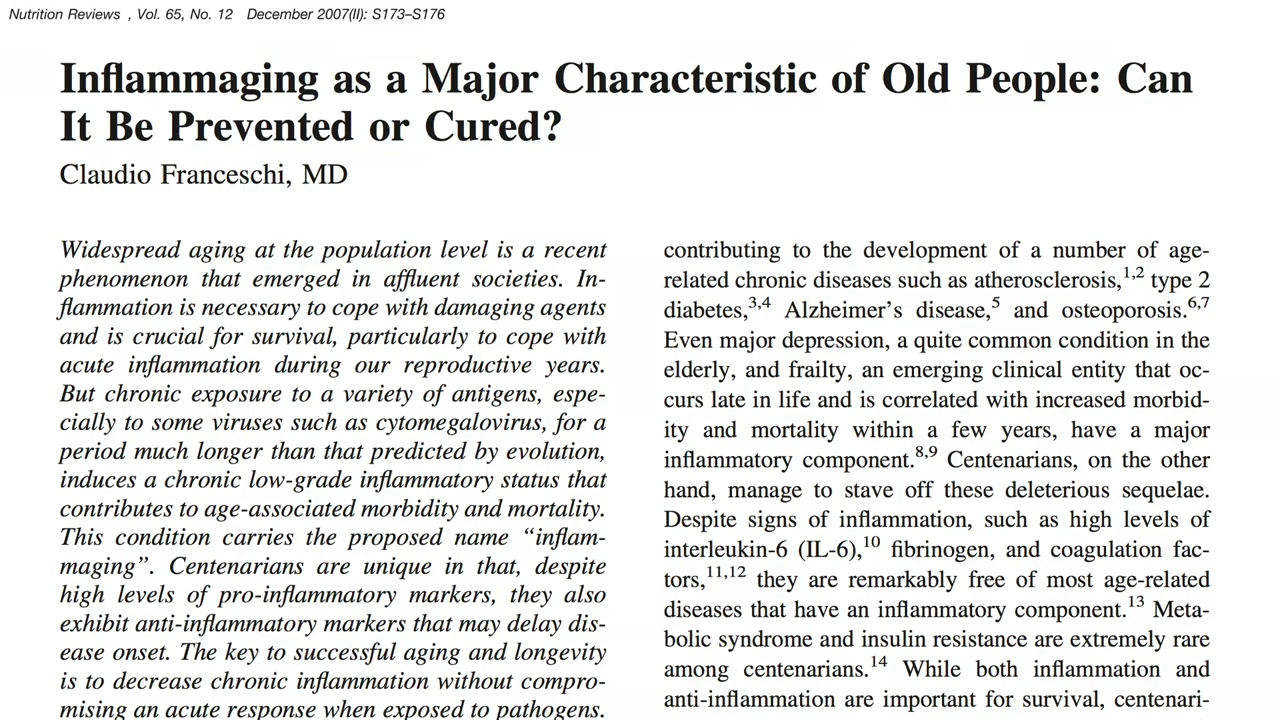 Nutrition Reviews , Vol. 65, No. 12 December 2007(II): S173–S176
Inflammaging as a Major Characteristic of Old People: Can
It Be Prevented or Cured?
Claudio Franceschi, MD
Widespread aging at the population level is a recent
phenomenon that emerged in affluent societies. In-
flammation is necessary to cope with damaging agents
and is crucial for survival, particularly to cope with
acute inflammation during our reproductive years.
But chronic exposure to a variety of antigens, espe-
cially to some viruses such as cytomegalovirus, for a
period much longer than that predicted by evolution,
induces a chronic low-grade inflammatory status that
contributes to age-associated morbidity and mortality.
This condition carries the proposed name “inflam-
maging”. Centenarians are unique in that, despite
high levels of pro-inflammatory markers, they also
exhibit anti-inflammatory markers that may delay dis-
ease onset. The key to successful aging and longevity
is to decrease chronic inflammation without compro-
mising an acute response when exposed to pathogens.
contributing to the development of a number of age-
related chronic diseases such as atherosclerosis,1,2 type 2
diabetes,3,4 Alzheimer’s disease,5 and osteoporosis.6,7
Even major depression, a quite common condition in the
elderly, and frailty, an emerging clinical entity that oc-
curs late in life and is correlated with increased morbid-
ity and mortality within a few years, have a major
inflammatory component.8,9 Centenarians, on the other
hand, manage to stave off these deleterious sequelae.
Despite signs of inflammation, such as high levels of
interleukin-6 (IL-6),10 fibrinogen, and coagulation fac-
tors,11,12 they are remarkably free of most age-related
diseases that have an inflammatory component.13 Meta-
bolic syndrome and insulin resistance are extremely rare
among centenarians.14 While both inflammation and
anti-inflammation are important for survival, centenari-